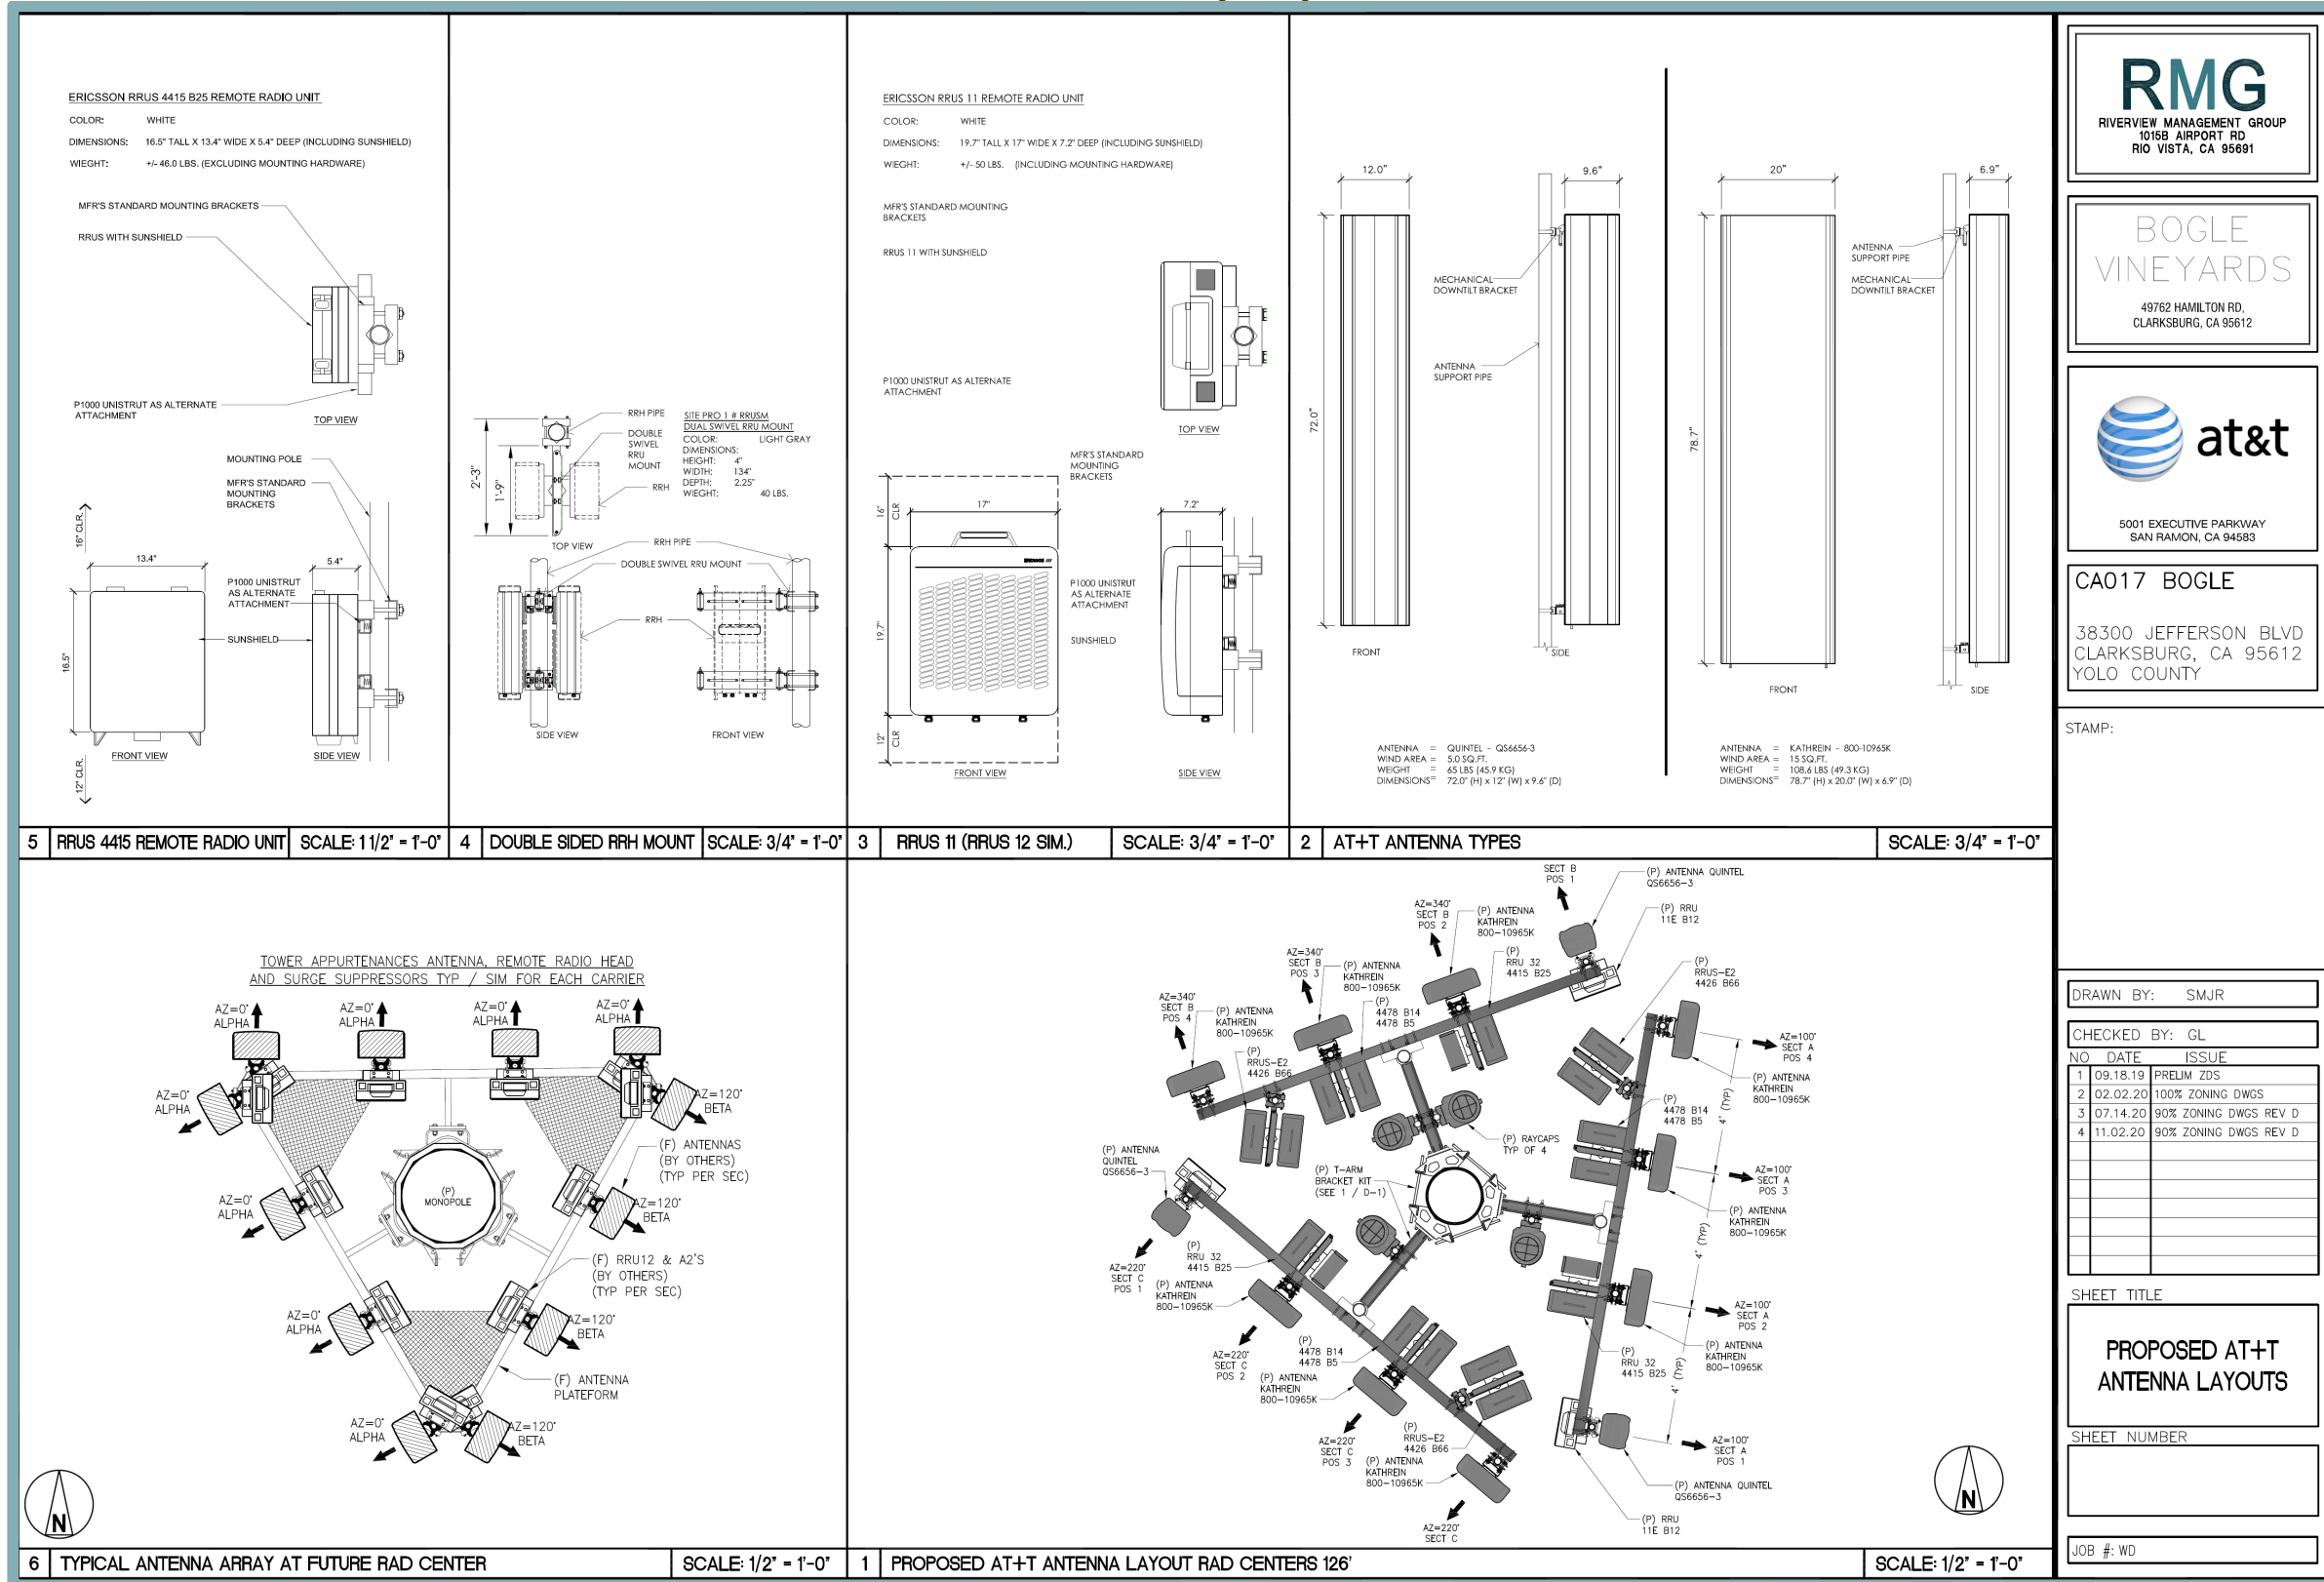 ERICSSON RRUS 4415 B25 REMOTE RADIO UNIT
COLOR: WHITE
DIMENSIONS: 16.5" TALL X 13.4" WIDE X 5.4" DEEP (INCLUDING SUNSHIELD)
WIEGHT: +/- 46.0 LBS. (EXCLUDING MOUNTING HARDWARE)
MFR'S STANDARD MOUNTING BRACKETS
RRUS WITH SUNSHIELD
P1000 UNISTRUT AS ALTERNATE
ATTACHMENT
TOP VIEW
MOUNTING POLE
MFR'S STANDARD
MOUNTING
BRACKETS
16" CLR.
13.4"
5.4"
P1000 UNISTRUT
AS ALTERNATE
ATTACHMENT
SUNSHIELD
16.5"
FRONT VIEW
SIDE VIEW
12" CLR.
5 RRUS 4415 REMOTE RADIO UNIT SCALE: 1 1/2" = 1'-0"
RRH PIPE
DOUBLE
SWIVEL
RRU
MOUNT
RRH
SITE PRO 1 # RRUSM
DUAL SWIVEL RRU MOUNT
COLOR: LIGHT GRAY
DIMENSIONS:
HEIGHT: 4"
WIDTH: 134"
DEPTH: 2.25"
WIEGHT: 40 LBS.
2'-3"
1'-9"
TOP VIEW
RRH PIPE
DOUBLE SWIVEL RRU MOUNT
RRH
SIDE VIEW
FRONT VIEW
4 DOUBLE SIDED RRH MOUNT SCALE: 3/4" = 1'-0"
ERICSSON RRUS 11 REMOTE RADIO UNIT
COLOR: WHITE
DIMENSIONS: 19.7" TALL X 17" WIDE X 7.2" DEEP (INCLUDING SUNSHIELD)
WIEGHT: +/- 50 LBS. (INCLUDING MOUNTING HARDWARE)
MFR'S STANDARD MOUNTING
BRACKETS
RRUS 11 WITH SUNSHIELD
P1000 UNISTRUT AS ALTERNATE
ATTACHMENT
TOP VIEW
MFR'S STANDARD
MOUNTING
BRACKETS
16"
CLR
17"
7.2"
P1000 UNISTRUT
AS ALTERNATE
ATTACHMENT
SUNSHIELD
19.7"
12"
CLR
FRONT VIEW
SIDE VIEW
3 RRUS 11 (RRUS 12 SIM.) SCALE: 3/4" = 1'-0"
12.0"
9.6"
72.0"
MECHANICAL
DOWNTILT BRACKET
ANTENNA
SUPPORT PIPE
FRONT
SIDE
ANTENNA = QUINTEL - QS6656-3
WIND AREA = 5.0 SQ.FT.
WEIGHT = 65 LBS (45.9 KG)
DIMENSIONS= 72.0" (H) x 12" (W) x 9.6" (D)
20"
6.9"
78.7"
ANTENNA
SUPPORT PIPE
MECHANICAL
DOWNTILT BRACKET
FRONT
SIDE
ANTENNA = KATHREIN - 800-10965K
WIND AREA = 15 SQ.FT.
WEIGHT = 108.6 LBS (49.3 KG)
DIMENSIONS= 78.7" (H) x 20.0" (W) x 6.9" (D)
2 AT+T ANTENNA TYPES SCALE: 3/4" = 1'-0"
TOWER APPURTENANCES ANTENNA, REMOTE RADIO HEAD
AND SURGE SUPPRESSORS TYP / SIM FOR EACH CARRIER
AZ=0°
ALPHA
AZ=0°
ALPHA
AZ=0°
ALPHA
AZ=0°
ALPHA
AZ=0°
ALPHA
AZ=120°
BETA
(P)
MONOPOLE
(F) ANTENNAS
(BY OTHERS)
(TYP PER SEC)
AZ=0°
ALPHA
AZ=120°
BETA
(F) RRU12 & A2'S
(BY OTHERS)
(TYP PER SEC)
AZ=0°
ALPHA
AZ=120°
BETA
(F) ANTENNA
PLATEFORM
AZ=0°
ALPHA
AZ=120°
BETA
N
6 TYPICAL ANTENNA ARRAY AT FUTURE RAD CENTER SCALE: 1/2" = 1'-0"
SECT B
POS 1
(P) ANTENNA QUINTEL
QS6656-3
(P) RRU
11E B12
AZ=340°
SECT B
POS 2
(P) ANTENNA
KATHREIN
800-10965K
(P)
RRU 32
4415 B25
AZ=340°
SECT B
POS 3
(P) ANTENNA
KATHREIN
800-10965K
(P)
4478 B14
4478 B5
AZ=340°
SECT B
POS 4
(P) ANTENNA
KATHREIN
800-10965K
(P)
RRUS-E2
4426 B66
(P)
RRUS-E2
4426 B66
AZ=100°
SECT A
POS 4
(P) ANTENNA
KATHREIN
800-10965K
(P)
4478 B14
4478 B5
4' (TYP)
(P) RAYCAPS
TYP OF 4
(P) T-ARM
BRACKET KIT
(SEE 1 / D-1)
(P) ANTENNA
QUINTEL
QS6656-3
AZ=100°
SECT A
POS 3
(P) ANTENNA
KATHREIN
800-10965K
4' (TYP)
AZ=220°
SECT C
POS 1
(P)
RRU 32
4415 B25
(P) ANTENNA
KATHREIN
800-10965K
AZ=100°
SECT A
POS 2
(P) ANTENNA
KATHREIN
800-10965K
(P)
RRU 32
4415 B25
4' (TYP)
AZ=220°
SECT C
POS 2
(P)
4478 B14
4478 B5
(P) ANTENNA
KATHREIN
800-10965K
AZ=220°
SECT C
POS 3
(P)
RRUS-E2
4426 B66
(P) ANTENNA
KATHREIN
800-10965K
AZ=220°
SECT C
AZ=100°
SECT A
POS 1
(P) ANTENNA QUINTEL
QS6656-3
(P) RRU
11E B12
N
1 PROPOSED AT+T ANTENNA LAYOUT RAD CENTERS 126' SCALE: 1/2" = 1'-0"
RMG
RIVERVIEW MANAGEMENT GROUP
1015B AIRPORT RD
RIO VISTA, CA 95691
BOGLE
VINEYARDS
49762 HAMILTON RD,
CLARKSBURG, CA 95612
at&t
5001 EXECUTIVE PARKWAY
SAN RAMON, CA 94583
CA017 BOGLE
38300 JEFFERSON BLVD
CLARKSBURG, CA 95612
YOLO COUNTY
STAMP:
DRAWN BY: SMJR
CHECKED BY: GL
NO DATE ISSUE
1 09.18.19 PRELIM ZDS
2 02.02.20 100% ZONING DWGS
3 07.14.20 90% ZONING DWGS REV D
4 11.02.20 90% ZONING DWGS REV D
SHEET TITLE
PROPOSED AT+T
ANTENNA LAYOUTS
SHEET NUMBER
JOB #: WD